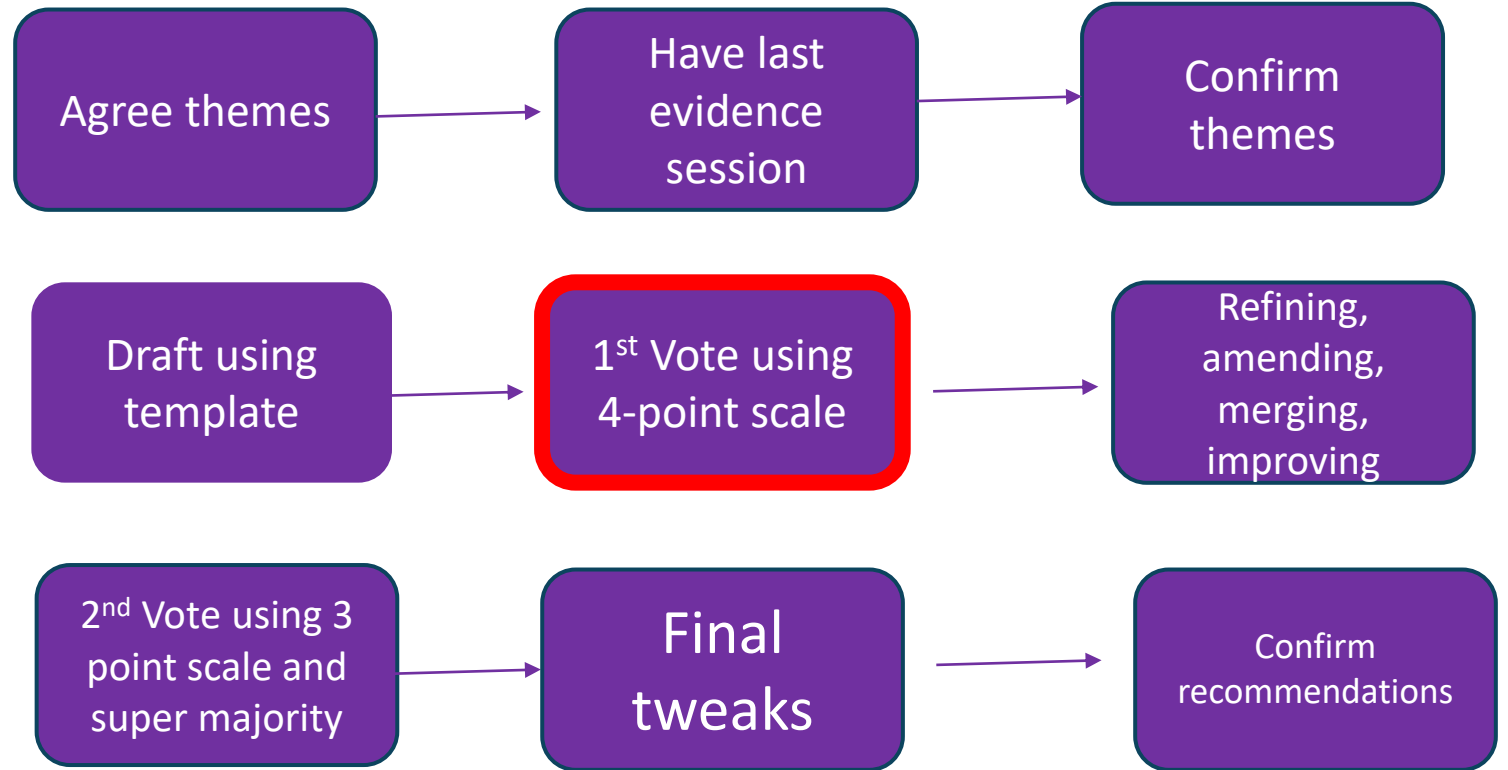 Agree themes
Have last
evidence
session
Confirm
themes
Draft using
template
1st Vote using
4-point scale
Refining,
amending,
merging,
improving
2nd Vote using 3
point scale and
super majority
Final
tweaks
Confirm
recommendations